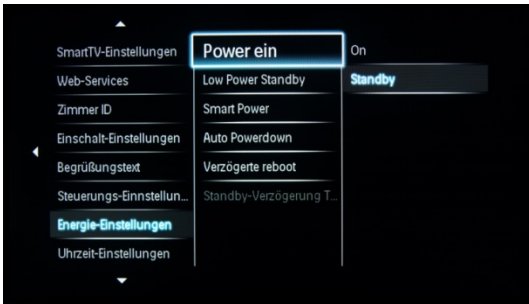 SmartTV-Einstellungen
Web-Services
Zimmer ID
Einschalt-Einstellungen
Begrüßungstext
Steuerungs-Einnstellun...
Energie-Einstellungen
Uhrzeit-Einstellungen
Power ein
Low Power Standby
Smart Power
Auto Powerdown
Verzögerte reboot
Standby-Verzögerung T...
On
Standby